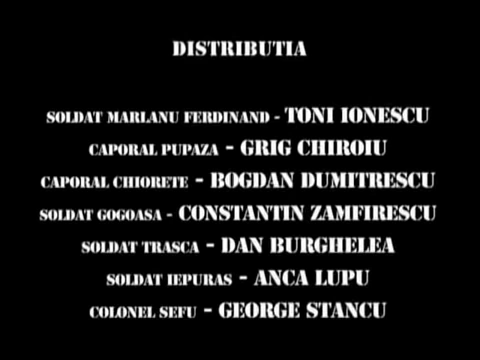 DISTRIBUTIA
SOLDAT MARLANU FERDINAND - TONI IONESCU
CAPORAL PUPAZA - GRIG CHIROIU
CAPORAL CHIORETE - BOGDAN DUMITRESCU
SOLDAT GOGOASA - CONSTANTIN ZAMFIRESCU
SOLDAT TRASCA - DAN BURGHELEA
SOLDAT IEPURAS - ANCA LUPU
COLONEL SEFU - GEORGE STANCU